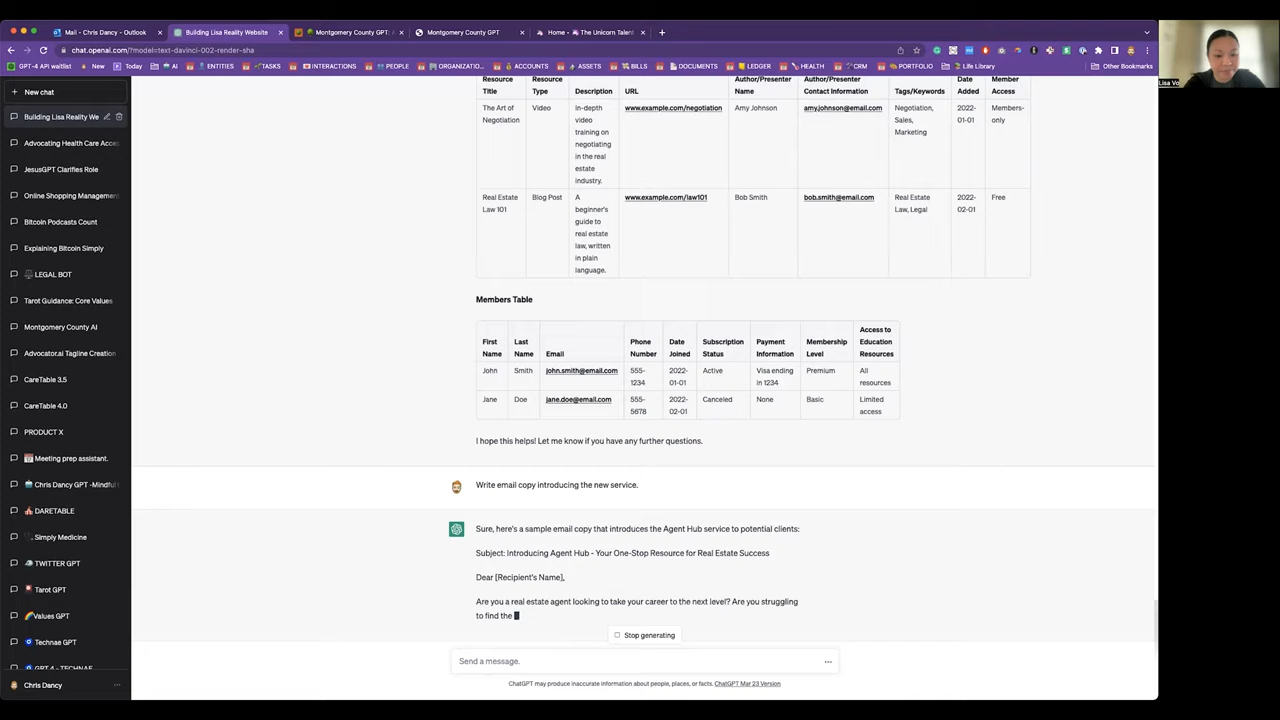 Mail - Chris Dancy - Outlook
Building Lisa Reality Website
Montgomery County GPT: A
Montgomery County GPT
Home - 🦄 The Unicorn Talent
chat.openai.com/?model=text-davinci-002-render-sha
GPT-4 API waitlist
New
Today
AI
ENTITIES
TASKS
INTERACTIONS
PEOPLE
ORGANIZATIO...
ACCOUNTS
ASSETS
BILLS
DOCUMENTS
LEDGER
HEALTH
CRM
PORTFOLIO
Life Library
Other Bookmarks
New chat
Building Lisa Reality We
Advocating Health Care Acces
JesusGPT Clarifies Role
Online Shopping Management
Bitcoin Podcasts Count
Explaining Bitcoin Simply
LEGAL BOT
Tarot Guidance: Core Values
Montgomery County AI
Advocator.ai Tagline Creation
CareTable 3.5
CareTable 4.0
PRODUCT X
Meeting prep assistant.
Chris Dancy GPT -Mindful
DARETABLE
Simply Medicine
TWITTER GPT
Tarot GPT
Values GPT
Technae GPT
GPT 4 - TECHNAE
Chris Dancy
Resource Title
Resource Type
Description
URL
Author/Presenter Name
Author/Presenter Contact Information
Tags/Keywords
Date Added
Member Access
The Art of Negotiation
Video
In-depth video training on negotiating in the real estate industry.
www.example.com/negotiation
Amy Johnson
amy.johnson@email.com
Negotiation, Sales, Marketing
2022-01-01
Members-only
Real Estate Law 101
Blog Post
A beginner's guide to real estate law, written in plain language.
www.example.com/law101
Bob Smith
bob.smith@email.com
Real Estate Law, Legal
2022-02-01
Free
Members Table
First Name
Last Name
Email
Phone Number
Date Joined
Subscription Status
Payment Information
Membership Level
Access to Education Resources
John
Smith
john.smith@email.com
555-1234
2022-01-01
Active
Visa ending in 1234
Premium
All resources
Jane
Doe
jane.doe@email.com
555-5678
2022-02-01
Canceled
None
Basic
Limited access
I hope this helps! Let me know if you have any further questions.
Write email copy introducing the new service.
Sure, here's a sample email copy that introduces the Agent Hub service to potential clients:
Subject: Introducing Agent Hub - Your One-Stop Resource for Real Estate Success
Dear [Recipient's Name],
Are you a real estate agent looking to take your career to the next level? Are you struggling
to find the
Stop generating
Send a message.
ChatGPT may produce inaccurate information about people, places, or facts. ChatGPT Mar 23 Version
Lisa Vo